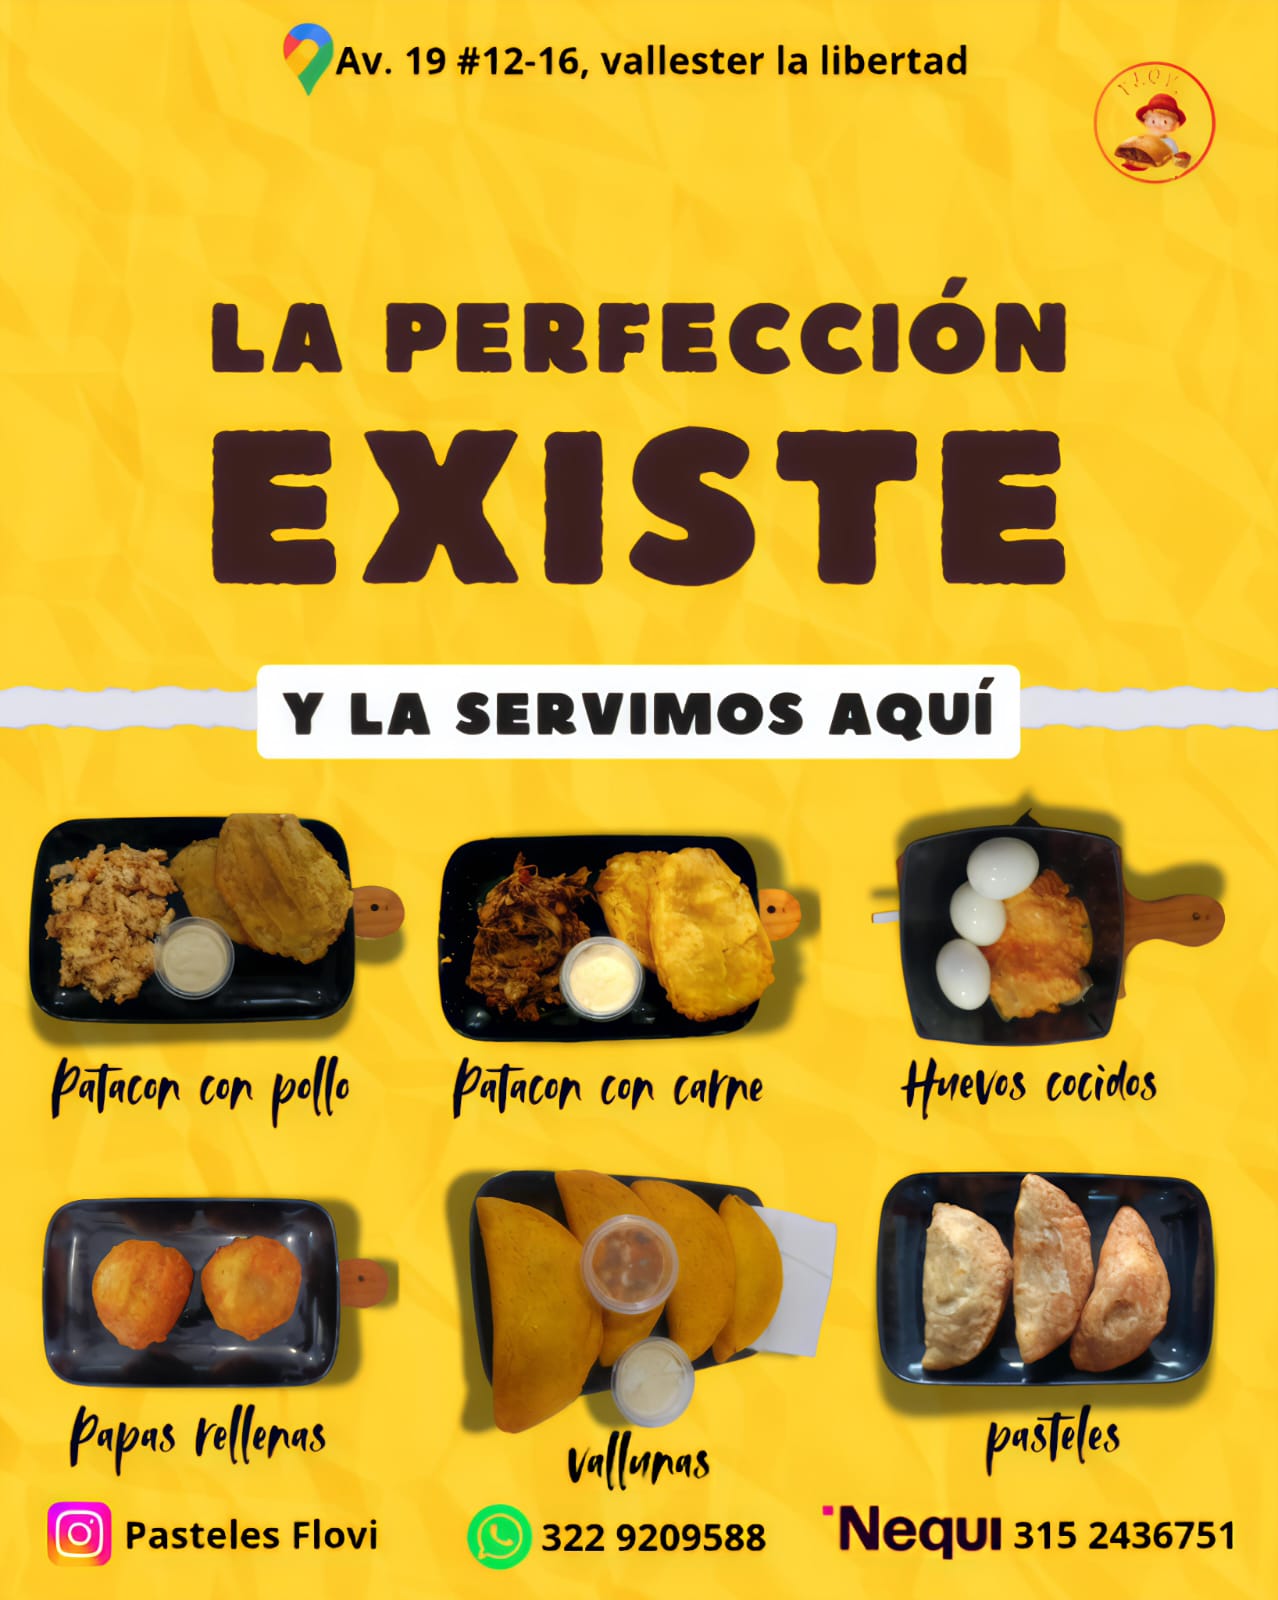 Av. 19 #12-16, vallester la libertad
LA PERFECCIÓN
EXISTE
Y LA SERVIMOS AQUÍ
Patacon con pollo
Patacon con carne
Huevos cocidos
Papas rellenas
vallunas
pasteles
Pasteles Flovi
322 9209588
Nequi 315 2436751